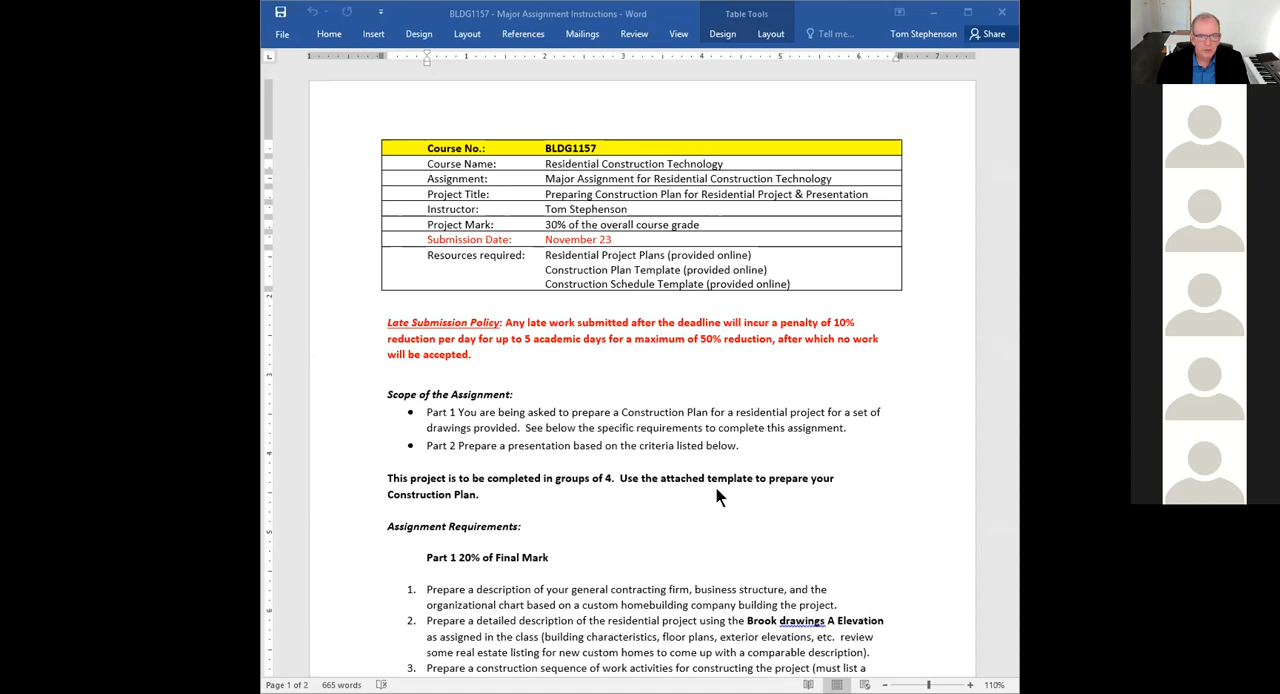 BLDG1157 - Major Assignment Instructions - Word
Table Tools
File Home Insert Design Layout References Mailings Review View Design Layout Tell me... Tom Stephenson Share
1 1 2 3 4 5 6 7
Course No.: BLDG1157
Course Name: Residential Construction Technology
Assignment: Major Assignment for Residential Construction Technology
Project Title: Preparing Construction Plan for Residential Project & Presentation
Instructor: Tom Stephenson
Project Mark: 30% of the overall course grade
Submission Date: November 23
Resources required: Residential Project Plans (provided online)
Construction Plan Template (provided online)
Construction Schedule Template (provided online)
Late Submission Policy: Any late work submitted after the deadline will incur a penalty of 10%
reduction per day for up to 5 academic days for a maximum of 50% reduction, after which no work
will be accepted.
Scope of the Assignment:
• Part 1 You are being asked to prepare a Construction Plan for a residential project for a set of
drawings provided. See below the specific requirements to complete this assignment.
• Part 2 Prepare a presentation based on the criteria listed below.
This project is to be completed in groups of 4. Use the attached template to prepare your
Construction Plan.
Assignment Requirements:
Part 1 20% of Final Mark
1. Prepare a description of your general contracting firm, business structure, and the
organizational chart based on a custom homebuilding company building the project.
2. Prepare a detailed description of the residential project using the Brook drawings A Elevation
as assigned in the class (building characteristics, floor plans, exterior elevations, etc. review
some real estate listing for new custom homes to come up with a comparable description).
3. Prepare a construction sequence of work activities for constructing the project (must list a
Page 1 of 2 665 words 110%